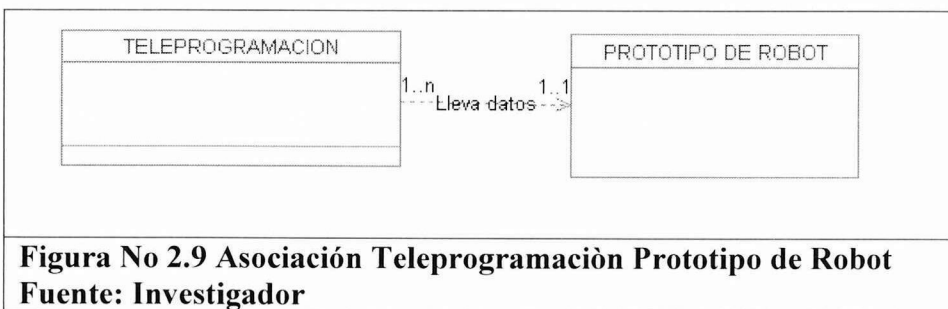 TELEPROGRAMACION
PROTOTIPO DE ROBOT
1..n
1..1
Lleva datos
Figura No 2.9 Asociación Teleprogramaciòn Prototipo de Robot
Fuente: Investigador